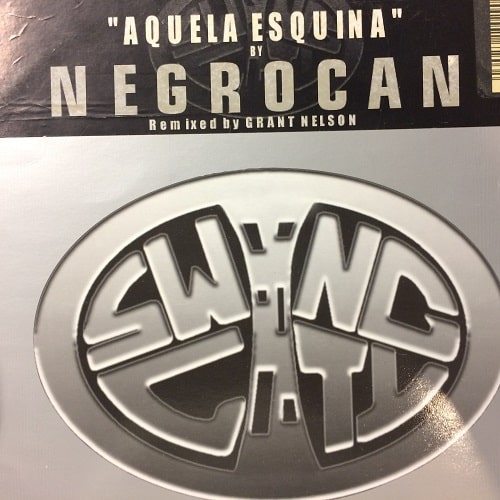 "AQUELA ESQUINA"
BY
NEGROCAN
Remixed by GRANT NELSON
SWING
CITY